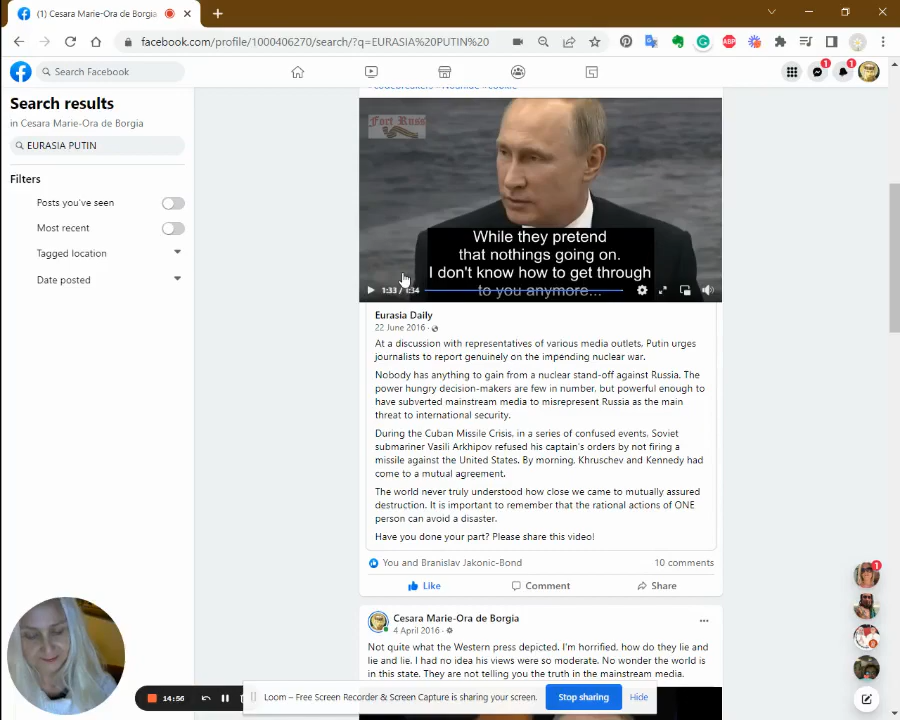 (1) Cesara Marie-Ora de Borgia
facebook.com/profile/1000406270/search/?q=EURASIA%20PUTIN%20
Search Facebook
1
1
Search results
in Cesara Marie-Ora de Borgia
EURASIA PUTIN
Filters
Posts you've seen
Most recent
Tagged location
Date posted
Fort Russ
While they pretend
that nothings going on.
I don't know how to get through
to you anymore...
1:33 / 1:34
Eurasia Daily
22 June 2016 ·
At a discussion with representatives of various media outlets, Putin urges
journalists to report genuinely on the impending nuclear war.
Nobody has anything to gain from a nuclear stand-off against Russia. The
power hungry decision-makers are few in number, but powerful enough to
have subverted mainstream media to misrepresent Russia as the main
threat to international security.
During the Cuban Missile Crisis, in a series of confused events, Soviet
submariner Vasili Arkhipov refused his captain's orders by not firing a
missile against the United States. By morning, Khruschev and Kennedy had
come to a mutual agreement.
The world never truly understood how close we came to mutually assured
destruction. It is important to remember that the rational actions of ONE
person can avoid a disaster.
Have you done your part? Please share this video!
You and Branislav Jakonic-Bond
10 comments
Like
Comment
Share
Cesara Marie-Ora de Borgia
4 April 2016 ·
Not quite what the Western press depicted. I'm horrified. how do they lie and
lie and lie. I had no idea his views were so moderate. No wonder the world is
in this state. They are not telling you the truth in the mainstream media.
1
14:56
Loom – Free Screen Recorder & Screen Capture is sharing your screen.
Stop sharing
Hide